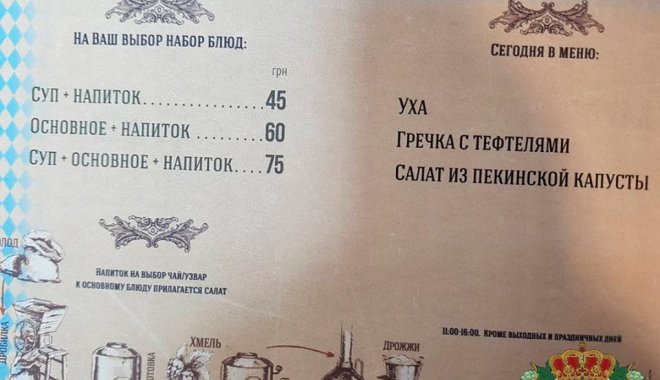 НА ВАШ ВЫБОР НАБОР БЛЮД:
грн
СУП + НАПИТОК....................45
ОСНОВНОЕ + НАПИТОК............60
СУП + ОСНОВНОЕ + НАПИТОК....75
НАПИТОК НА ВЫБОР ЧАЙ/УЗВАР
К ОСНОВНОМУ БЛЮДУ ПРИЛАГАЕТСЯ САЛАТ
СЕГОДНЯ В МЕНЮ:
УХА
ГРЕЧКА С ТЕФТЕЛЯМИ
САЛАТ ИЗ ПЕКИНСКОЙ КАПУСТЫ
11:00-16:00. КРОМЕ ВЫХОДНЫХ И ПРАЗДНИЧНЫХ ДНЕЙ
ДРОБИЛКА
ХМЕЛЬ
ДРОЖЖИ